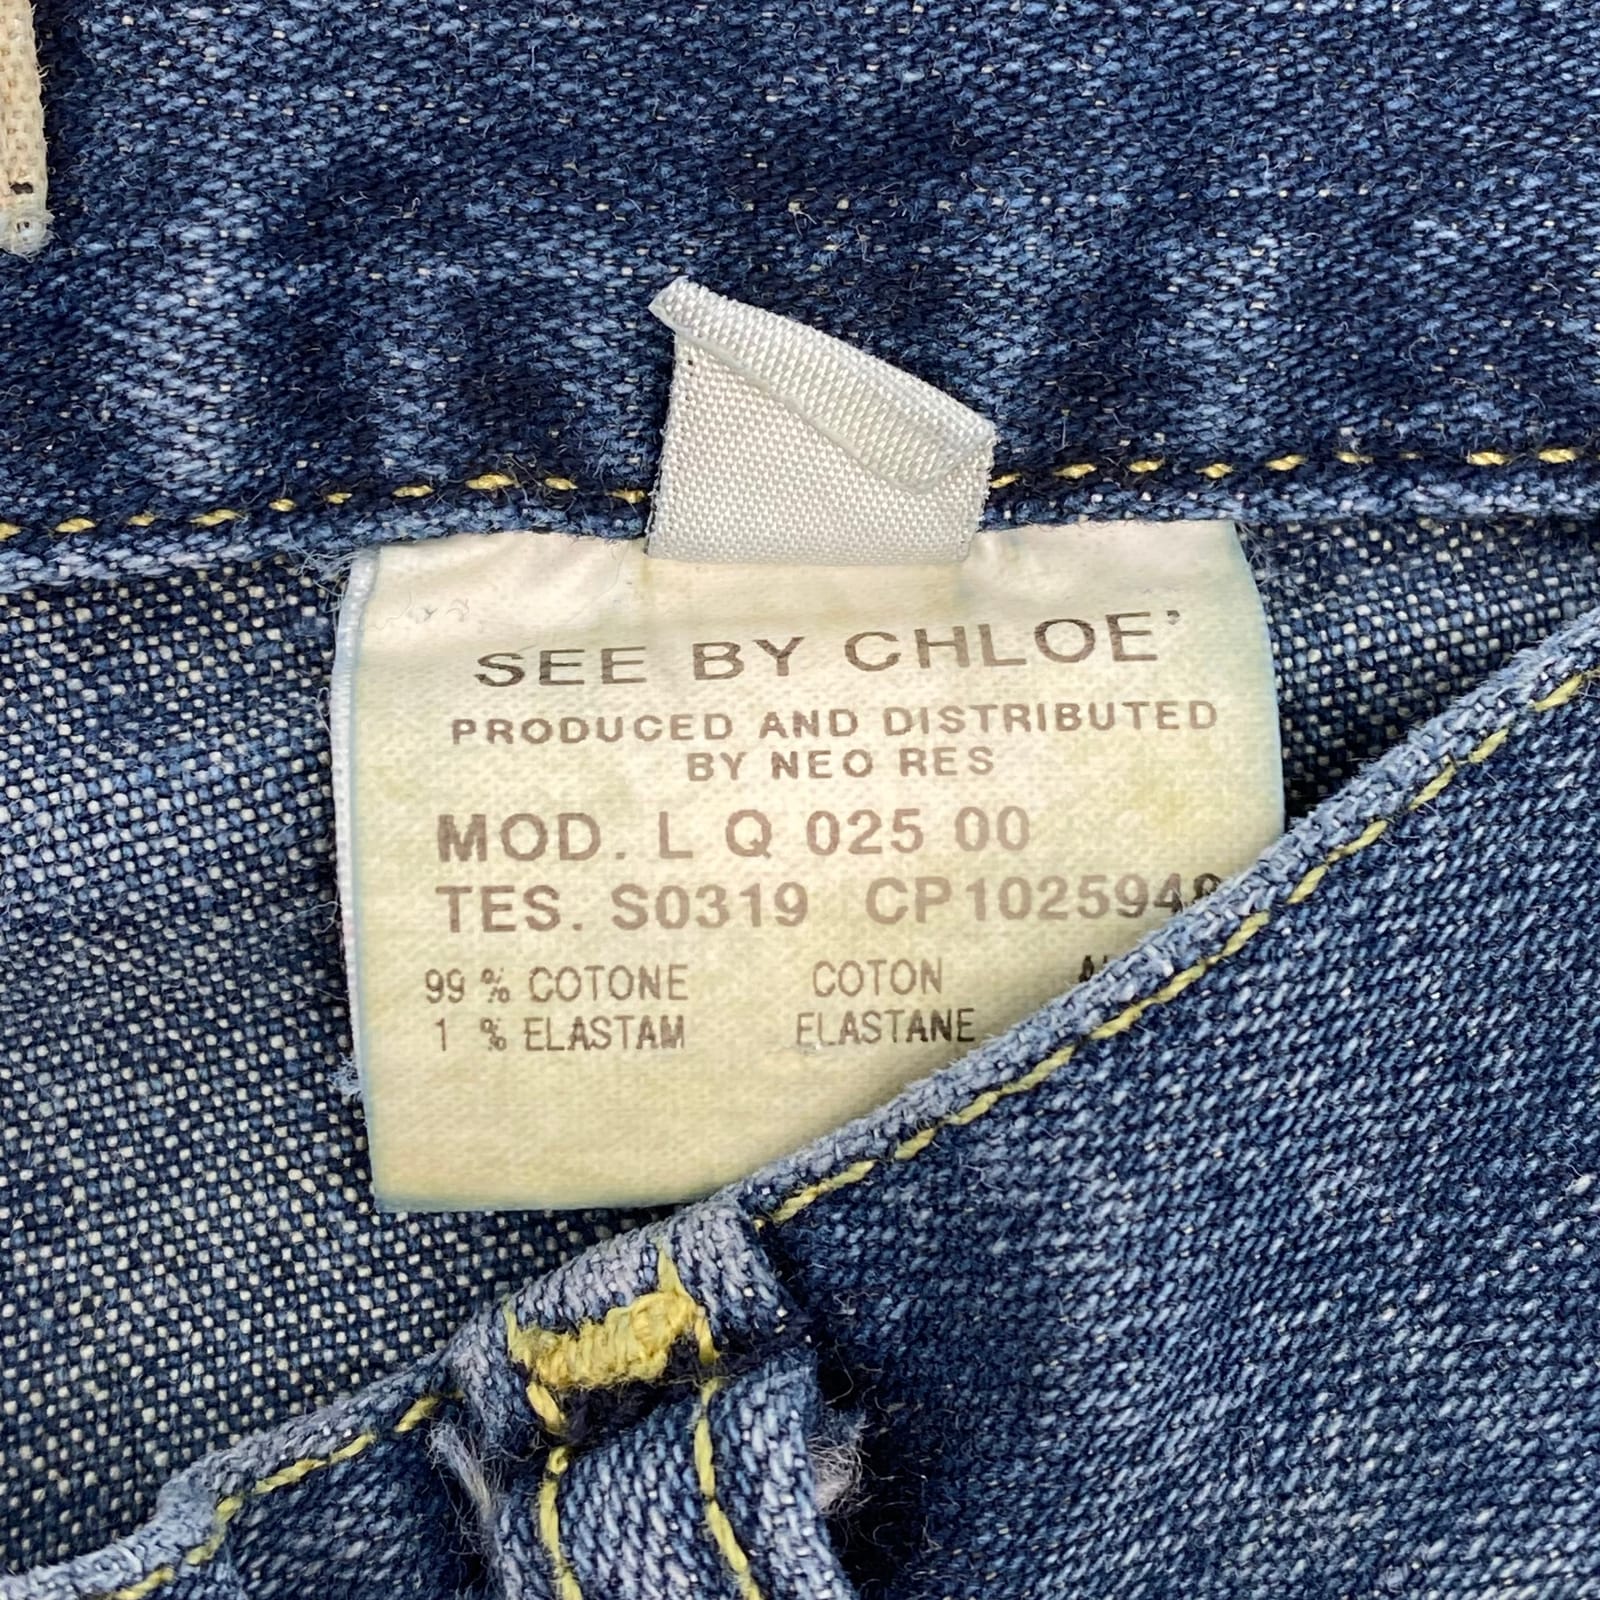 SEE BY CHLOE'
PRODUCED AND DISTRIBUTED
BY NEO RES
MOD. L Q 025 00
TES. S0319 CP102594
99 % COTONE COTON
1 % ELASTAM ELASTANE